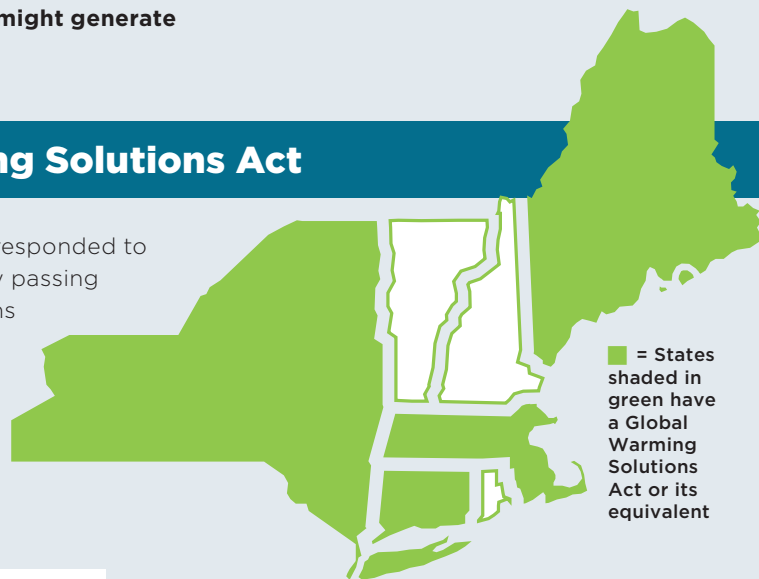 might generate
ng Solutions Act
responded to
y passing
ns
= States
shaded in
green have
a Global
Warming
Solutions
Act or its
equivalent